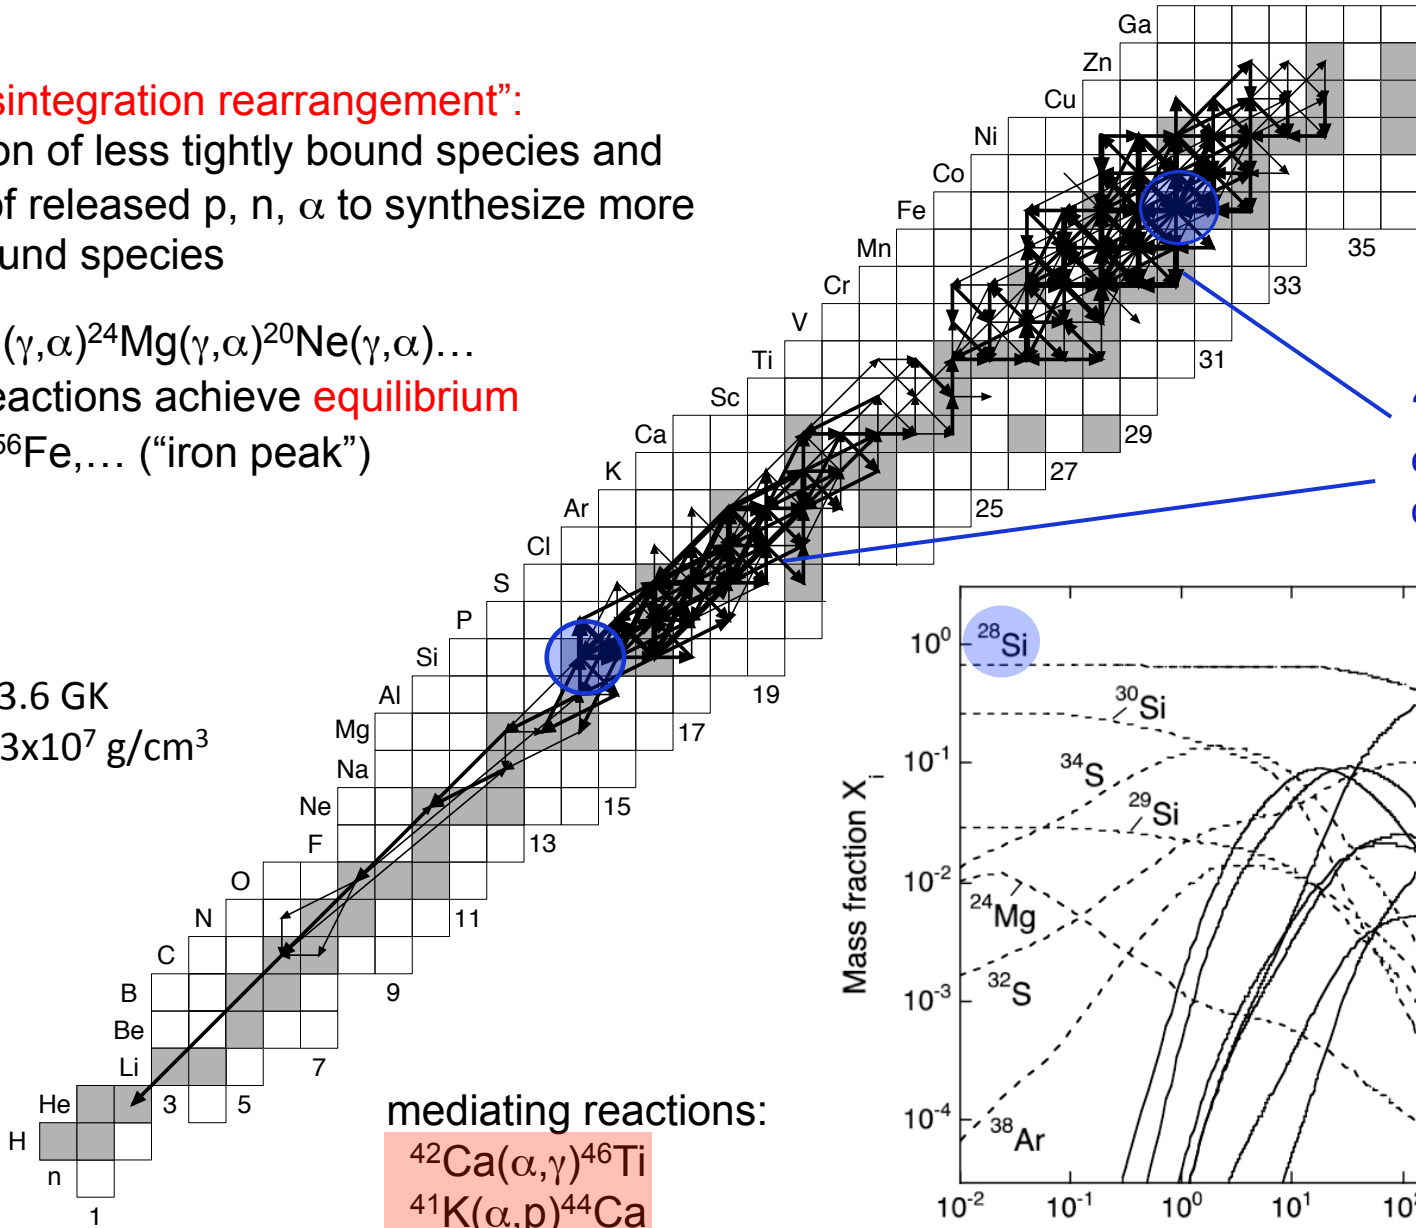 sintegration rearrangement”:
on of less tightly bound species and
of released p, n, α to synthesize more
und species
(γ,α)²⁴Mg(γ,α)²⁰Ne(γ,α)…
eactions achieve equilibrium
⁵⁶Fe,… (“iron peak”)
3.6 GK
3x10⁷ g/cm³
Ga
Zn
Cu
Ni
Co
Fe
Mn
Cr
V
Ti
Sc
Ca
K
Ar
Cl
S
P
Si
Al
Mg
Na
Ne
F
O
N
C
B
Be
Li
He
H
n
1
3
5
7
9
11
13
15
17
19
25
27
29
31
33
35
mediating reactions:
⁴²Ca(α,γ)⁴⁶Ti
⁴¹K(α,p)⁴⁴Ca
Mass fraction Xᵢ
10⁰
10⁻¹
10⁻²
10⁻³
10⁻⁴
²⁸Si
³⁰Si
³⁴S
²⁹Si
²⁴Mg
³²S
³⁸Ar
10⁻²
10⁻¹
10⁰
10¹
10²